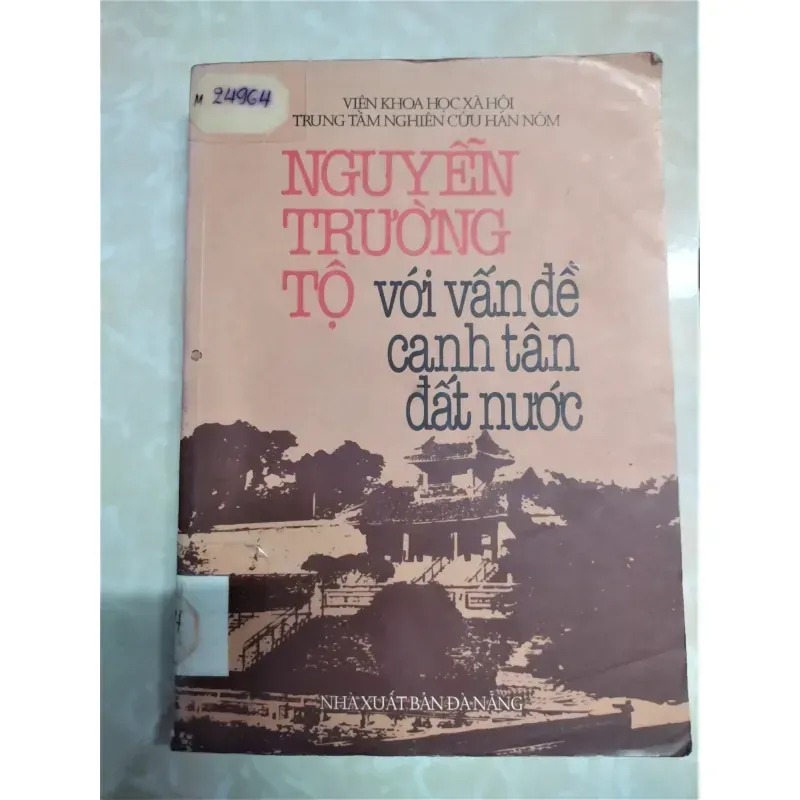 M 24964
VIỆN KHOA HỌC XÃ HỘI
TRUNG TÂM NGHIÊN CỨU HÁN NÔM
NGUYỄN
TRƯỜNG
TỘ với vấn đề
canh tân
đất nước
NHÀ XUẤT BẢN ĐÀ NẴNG